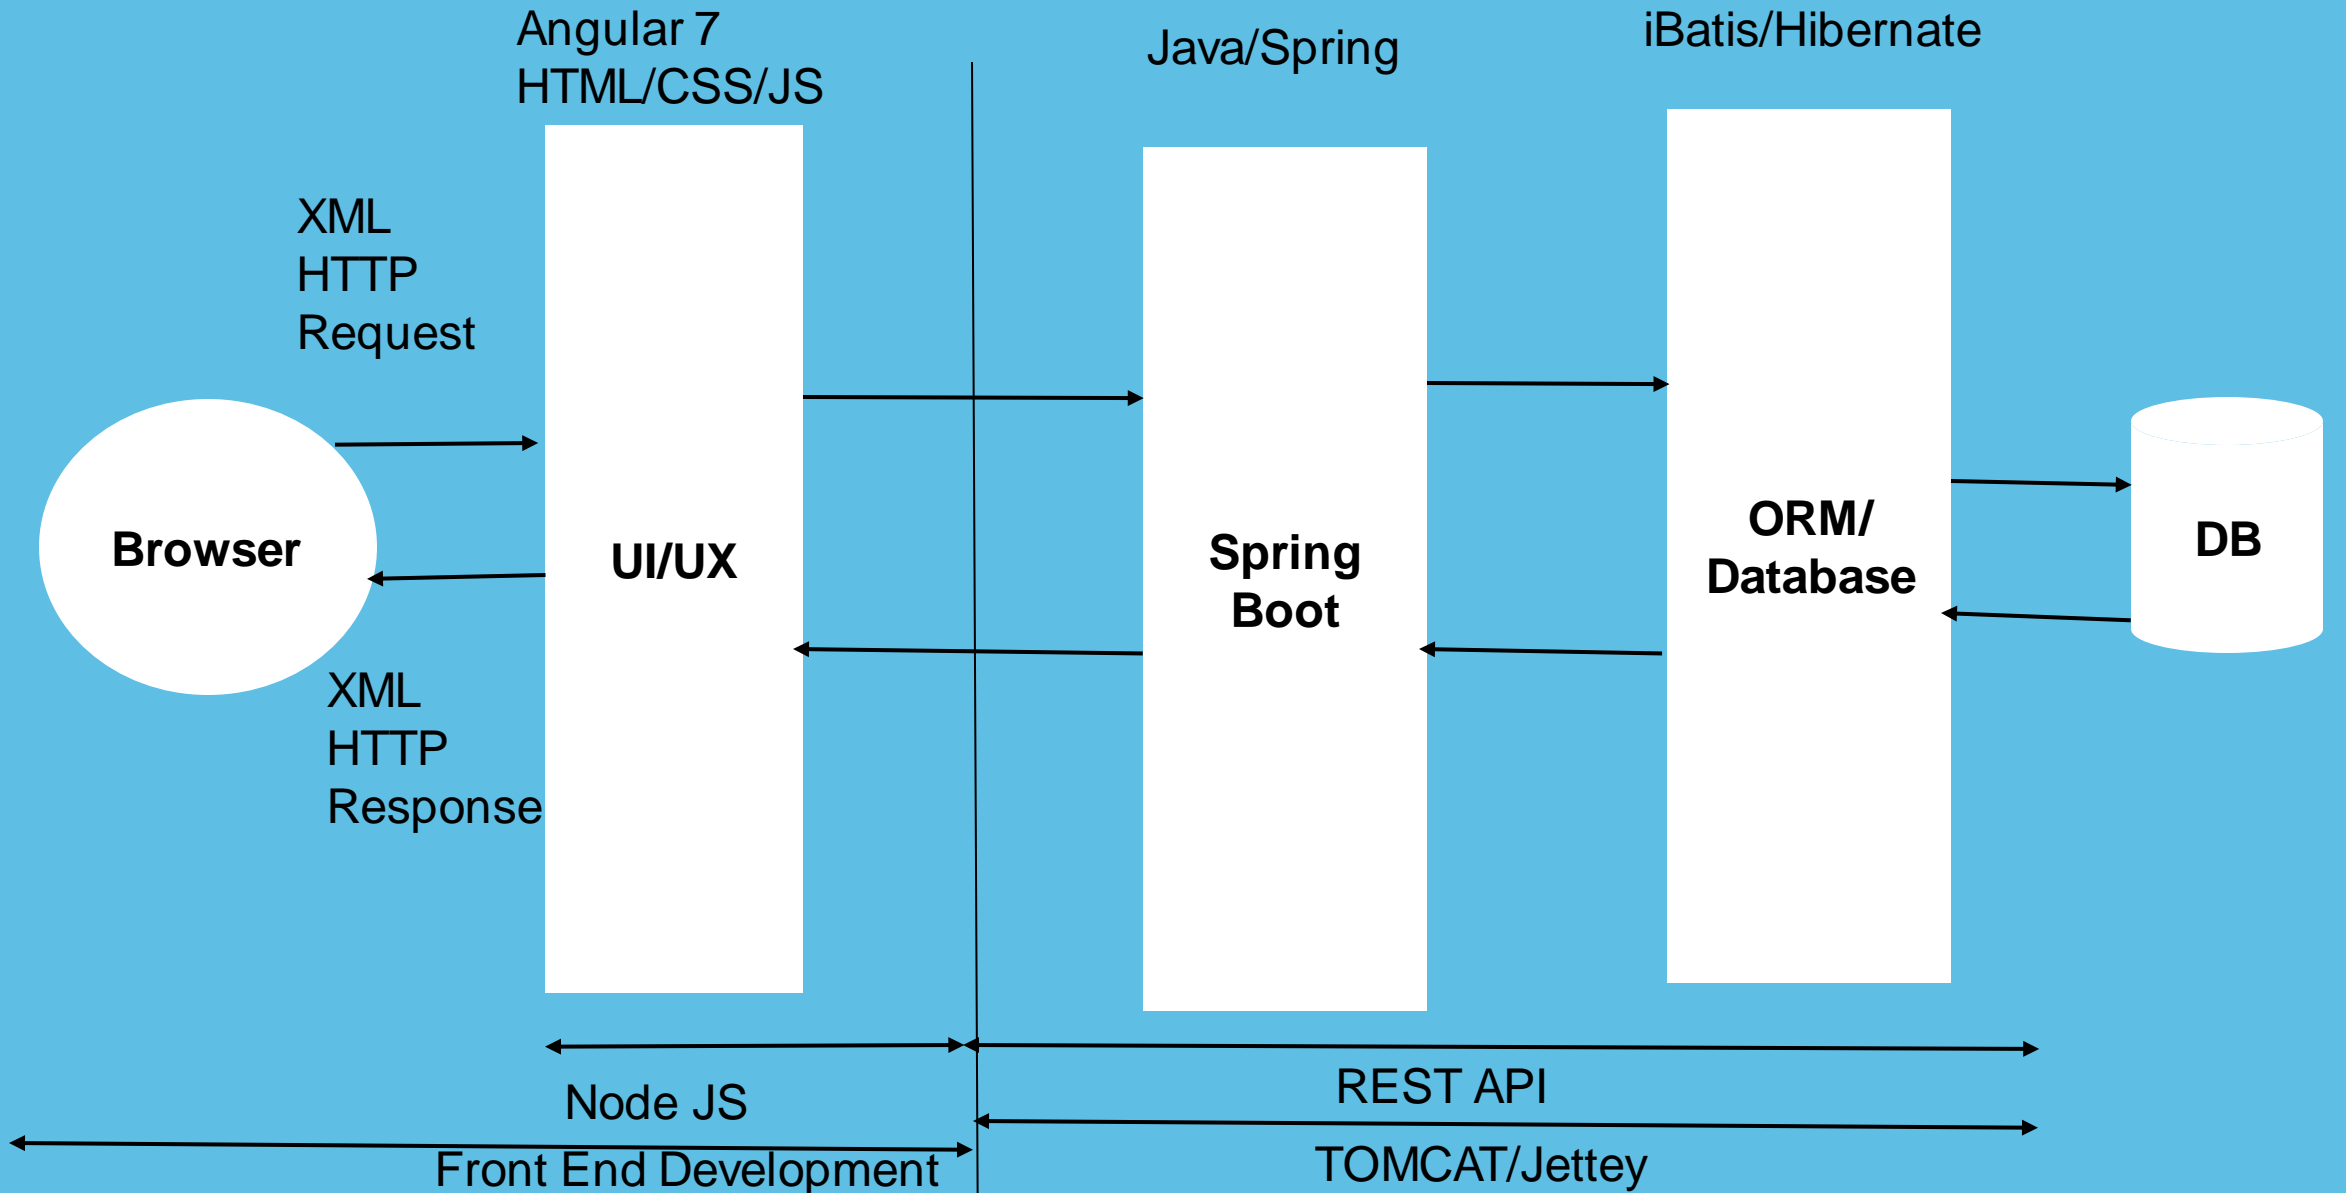 Angular 7
HTML/CSS/JS
Java/Spring
iBatis/Hibernate
XML
HTTP
Request
Browser
UI/UX
Spring
Boot
ORM/
Database
DB
XML
HTTP
Response
Node JS
REST API
Front End Development
TOMCAT/Jettey